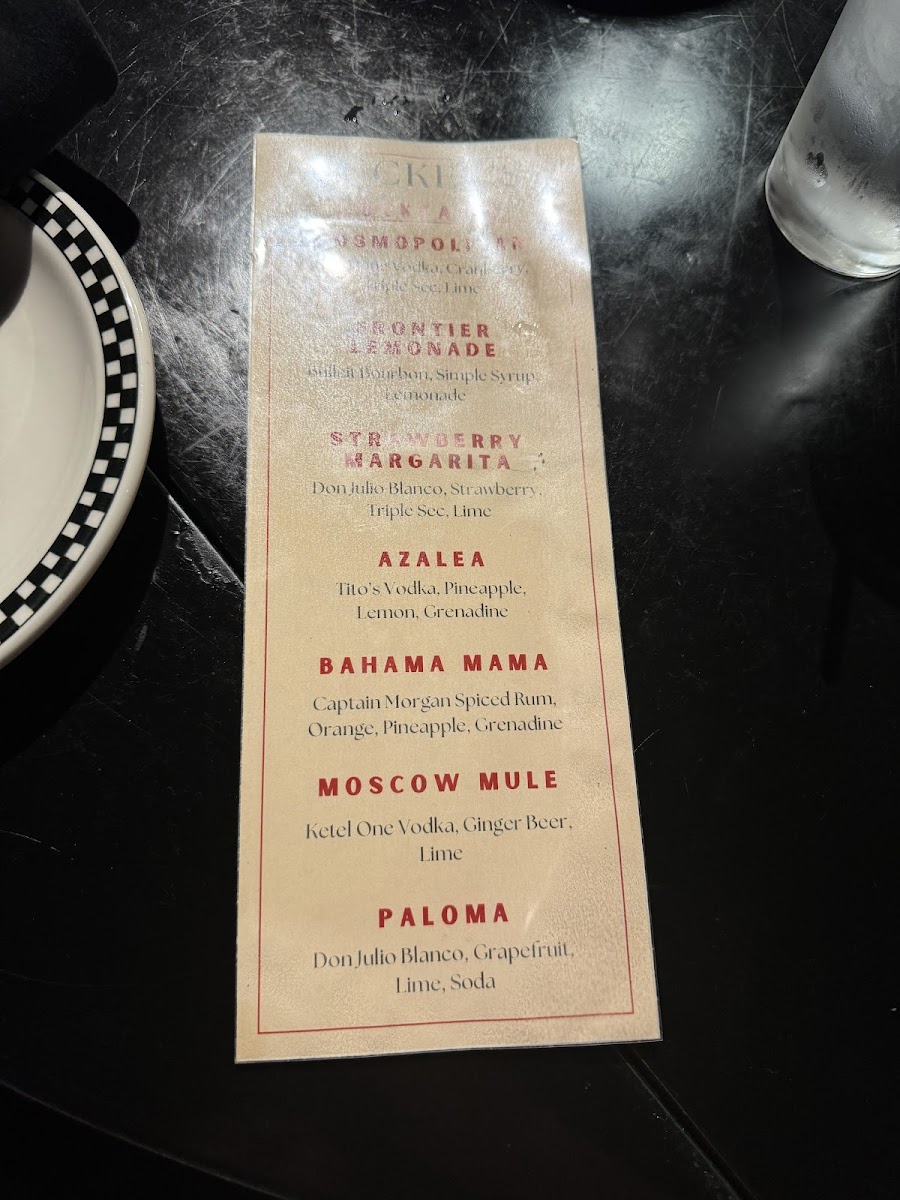 COSMOPOLITAN
Vodka, Cranberry,
Triple Sec, Lime
FRONTIER
LEMONADE
Bulleit Bourbon, Simple Syrup,
Lemonade
STRAWBERRY
MARGARITA
Don Julio Blanco, Strawberry,
Triple Sec, Lime
AZALEA
Tito's Vodka, Pineapple,
Lemon, Grenadine
BAHAMA MAMA
Captain Morgan Spiced Rum,
Orange, Pineapple, Grenadine
MOSCOW MULE
Ketel One Vodka, Ginger Beer,
Lime
PALOMA
Don Julio Blanco, Grapefruit,
Lime, Soda